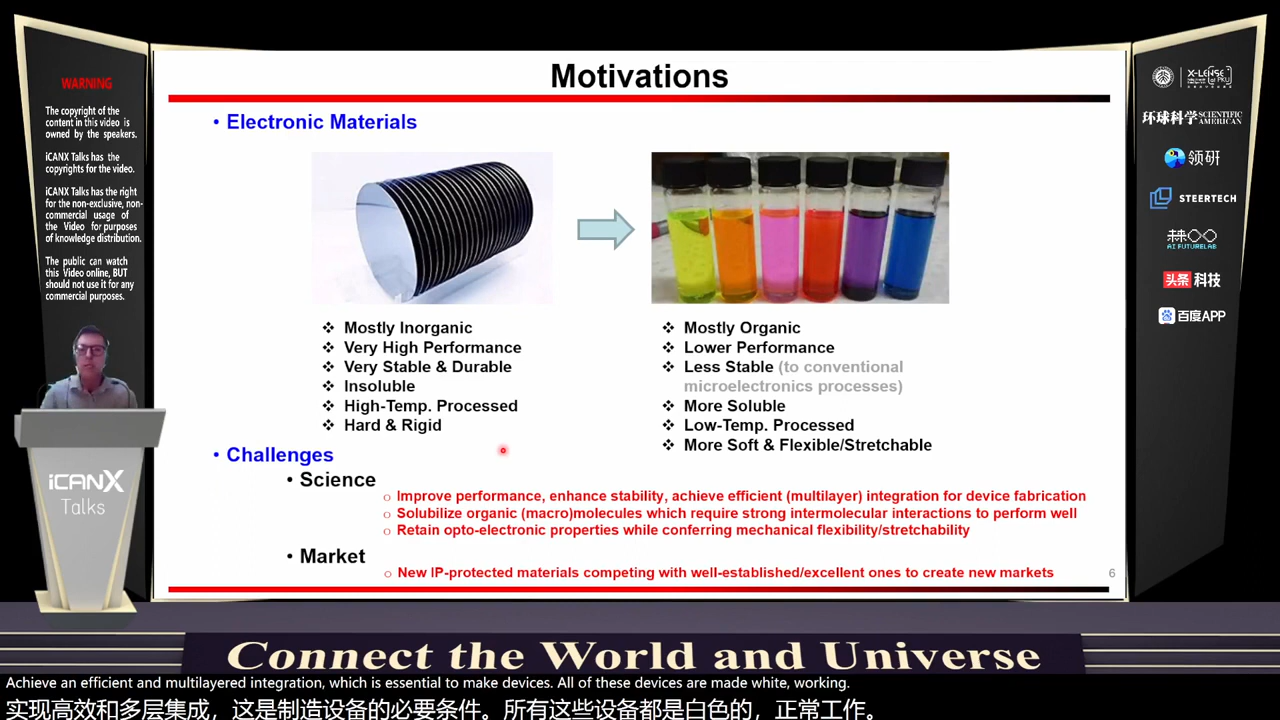 Motivations
• Electronic Materials
❖ Mostly Inorganic
❖ Very High Performance
❖ Very Stable & Durable
❖ Insoluble
❖ High-Temp. Processed
❖ Hard & Rigid
❖ Mostly Organic
❖ Lower Performance
❖ Less Stable (to conventional
microelectronics processes)
❖ More Soluble
❖ Low-Temp. Processed
❖ More Soft & Flexible/Stretchable
• Challenges
• Science
o Improve performance, enhance stability, achieve efficient (multilayer) integration for device fabrication
o Solubilize organic (macro)molecules which require strong intermolecular interactions to perform well
o Retain opto-electronic properties while conferring mechanical flexibility/stretchability
• Market
o New IP-protected materials competing with well-established/excellent ones to create new markets
6
WARNING
The copyright of the
content in this video is
owned by the speakers.
iCANX Talks has the
copyrights for the video.
iCANX Talks has the right
for the non-exclusive, non-
commercial usage of
the Video for purposes
of knowledge distribution.
The public can watch
this Video online, BUT
should not use it for any
commercial purposes.
iCANX
Talks
X-LENSE
@PKU
环球科学 SCIENTIFIC
AMERICAN
领研
STEERTECH
AI FUTURELAB
头条科技
百度APP
Connect the World and Universe
Achieve an efficient and multilayered integration, which is essential to make devices. All of these devices are made white, working.
实现高效和多层集成，这是制造设备的必要条件。所有这些设备都是白色的，正常工作。